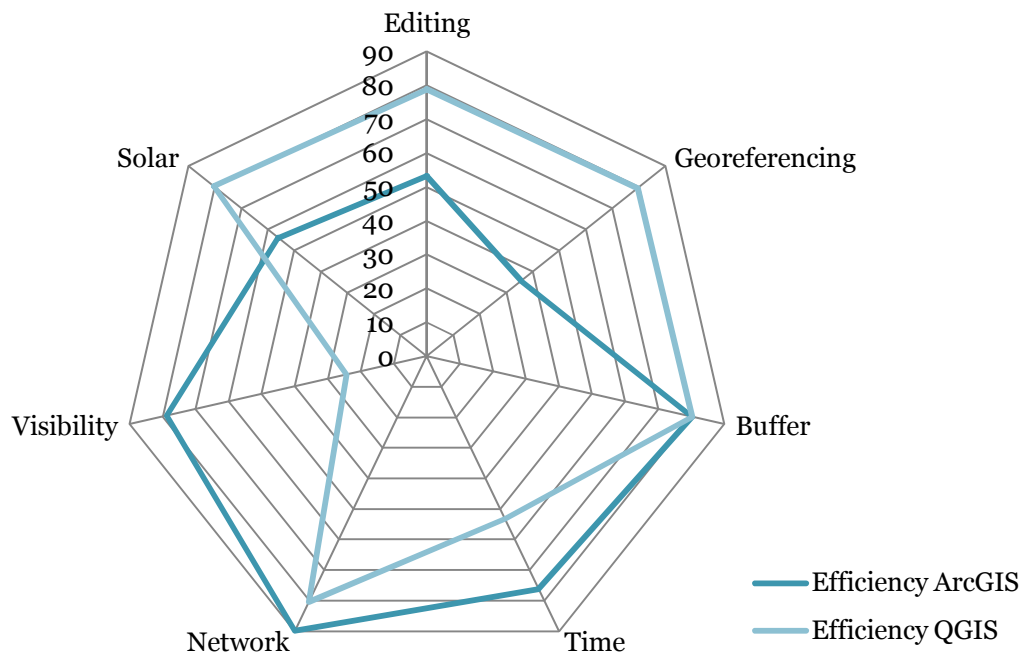 Editing
90
80
70
60
50
40
30
20
10
0
Solar
Georeferencing
Visibility
Buffer
Network
Time
Efficiency ArcGIS
Efficiency QGIS